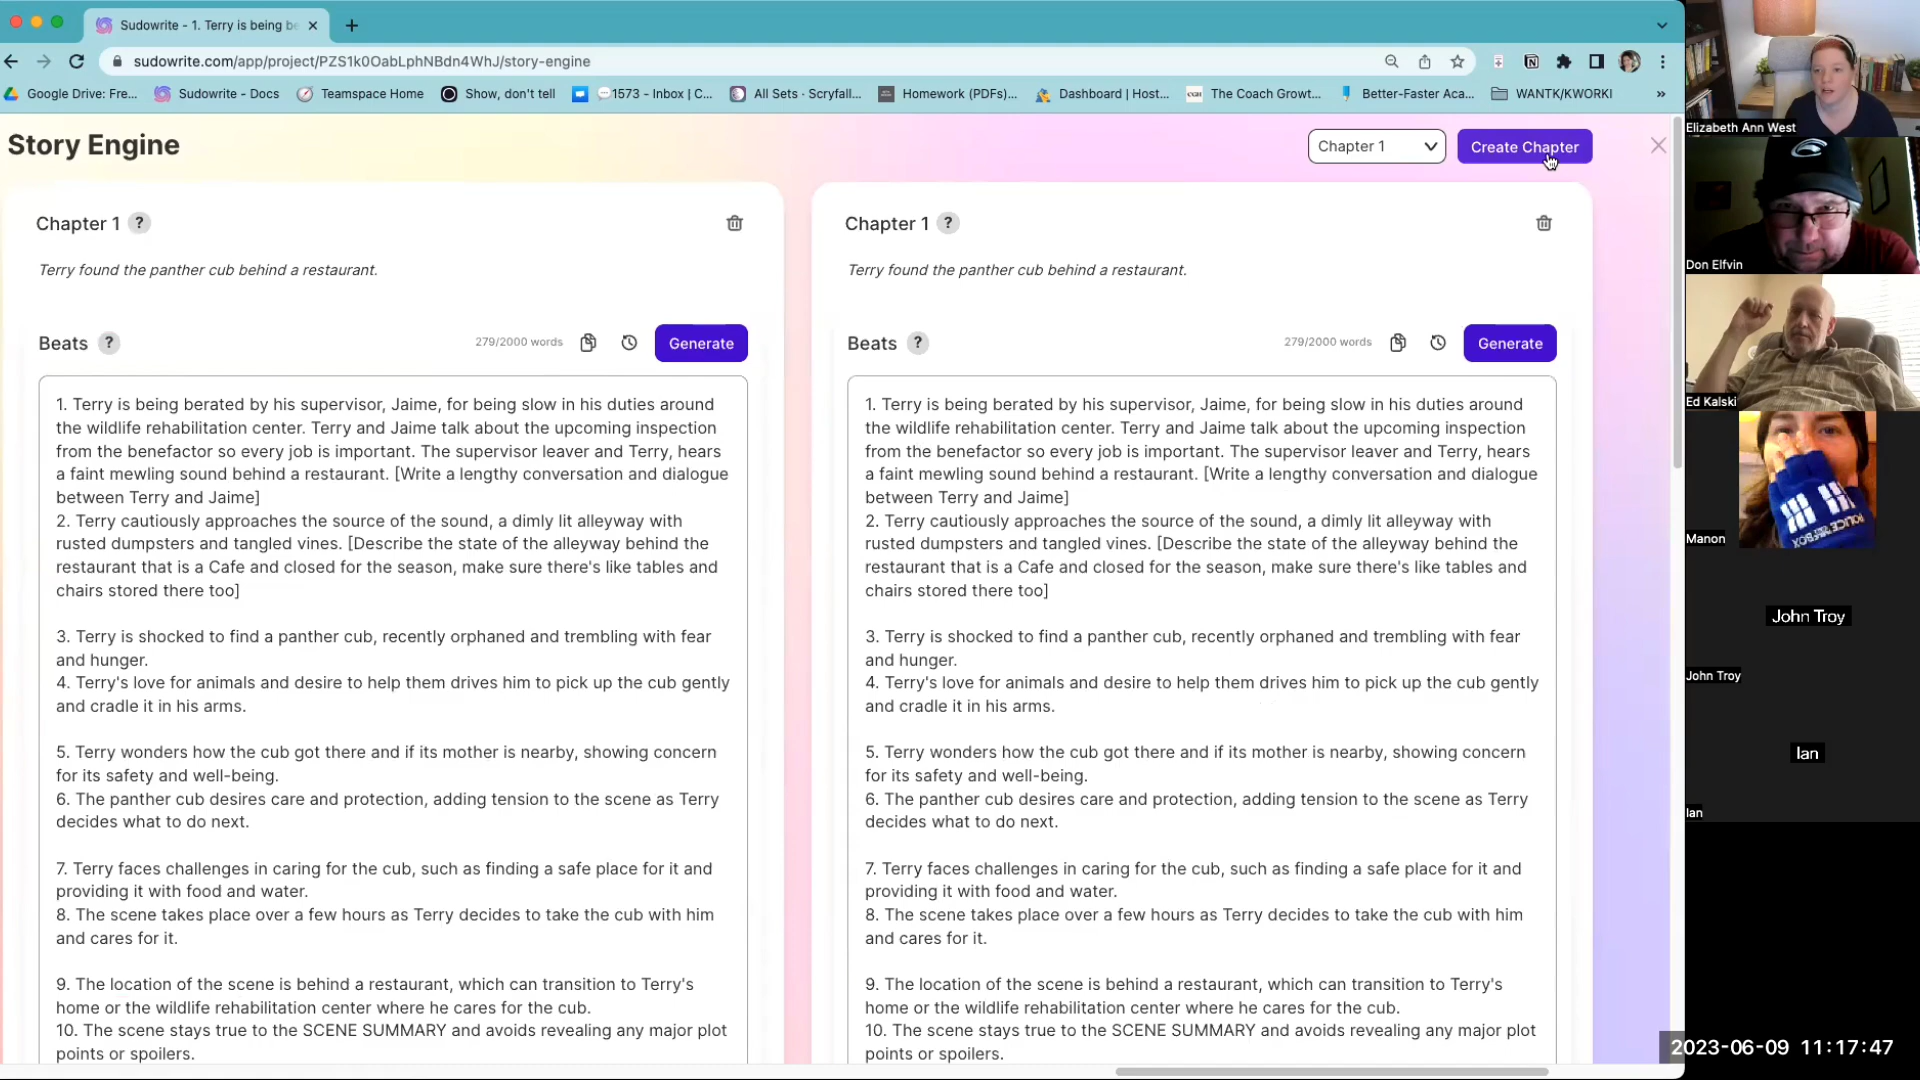 Sudowrite - 1. Terry is being be
sudowrite.com/app/project/PZS1k0OabLphNBdn4WhJ/story-engine
Google Drive: Fre...
Sudowrite - Docs
Teamspace Home
Show, don't tell
1573 - Inbox | C...
All Sets · Scryfall...
Homework (PDFs)...
Dashboard | Host...
The Coach Growt...
Better-Faster Aca...
WANTK/KWORKI
»
Story Engine
Chapter 1
Create Chapter
Chapter 1 ?
Terry found the panther cub behind a restaurant.
Beats ?
279/2000 words
Generate
1. Terry is being berated by his supervisor, Jaime, for being slow in his duties around
the wildlife rehabilitation center. Terry and Jaime talk about the upcoming inspection
from the benefactor so every job is important. The supervisor leaver and Terry, hears
a faint mewling sound behind a restaurant. [Write a lengthy conversation and dialogue
between Terry and Jaime]
2. Terry cautiously approaches the source of the sound, a dimly lit alleyway with
rusted dumpsters and tangled vines. [Describe the state of the alleyway behind the
restaurant that is a Cafe and closed for the season, make sure there's like tables and
chairs stored there too]
3. Terry is shocked to find a panther cub, recently orphaned and trembling with fear
and hunger.
4. Terry's love for animals and desire to help them drives him to pick up the cub gently
and cradle it in his arms.
5. Terry wonders how the cub got there and if its mother is nearby, showing concern
for its safety and well-being.
6. The panther cub desires care and protection, adding tension to the scene as Terry
decides what to do next.
7. Terry faces challenges in caring for the cub, such as finding a safe place for it and
providing it with food and water.
8. The scene takes place over a few hours as Terry decides to take the cub with him
and cares for it.
9. The location of the scene is behind a restaurant, which can transition to Terry's
home or the wildlife rehabilitation center where he cares for the cub.
10. The scene stays true to the SCENE SUMMARY and avoids revealing any major plot
points or spoilers.
Chapter 1 ?
Terry found the panther cub behind a restaurant.
Beats ?
279/2000 words
Generate
1. Terry is being berated by his supervisor, Jaime, for being slow in his duties around
the wildlife rehabilitation center. Terry and Jaime talk about the upcoming inspection
from the benefactor so every job is important. The supervisor leaver and Terry, hears
a faint mewling sound behind a restaurant. [Write a lengthy conversation and dialogue
between Terry and Jaime]
2. Terry cautiously approaches the source of the sound, a dimly lit alleyway with
rusted dumpsters and tangled vines. [Describe the state of the alleyway behind the
restaurant that is a Cafe and closed for the season, make sure there's like tables and
chairs stored there too]
3. Terry is shocked to find a panther cub, recently orphaned and trembling with fear
and hunger.
4. Terry's love for animals and desire to help them drives him to pick up the cub gently
and cradle it in his arms.
5. Terry wonders how the cub got there and if its mother is nearby, showing concern
for its safety and well-being.
6. The panther cub desires care and protection, adding tension to the scene as Terry
decides what to do next.
7. Terry faces challenges in caring for the cub, such as finding a safe place for it and
providing it with food and water.
8. The scene takes place over a few hours as Terry decides to take the cub with him
and cares for it.
9. The location of the scene is behind a restaurant, which can transition to Terry's
home or the wildlife rehabilitation center where he cares for the cub.
10. The scene stays true to the SCENE SUMMARY and avoids revealing any major plot
points or spoilers.
Elizabeth Ann West
Don Elfvin
Ed Kalski
POLICE BOX
Manon
John Troy
John Troy
Ian
Ian
2023-06-09 11:17:47